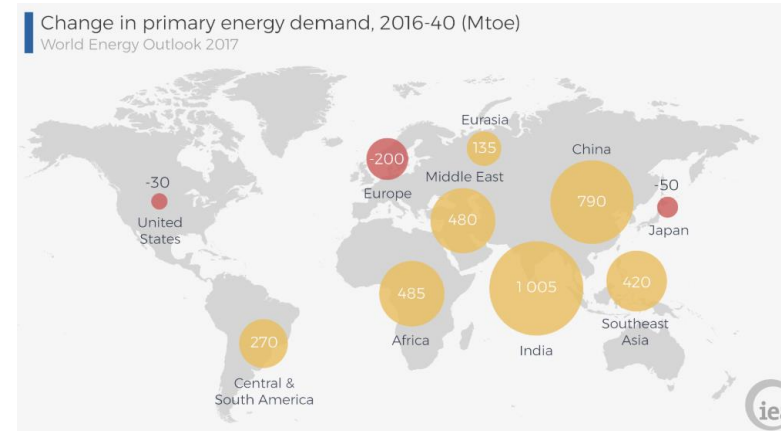 Change in primary energy demand, 2016-40 (Mtoe)
World Energy Outlook 2017
Eurasia
135
China
790
-200
Europe
Middle East
480
-30
United
States
-50
Japan
485
Africa
1 005
India
420
Southeast
Asia
270
Central &
South America